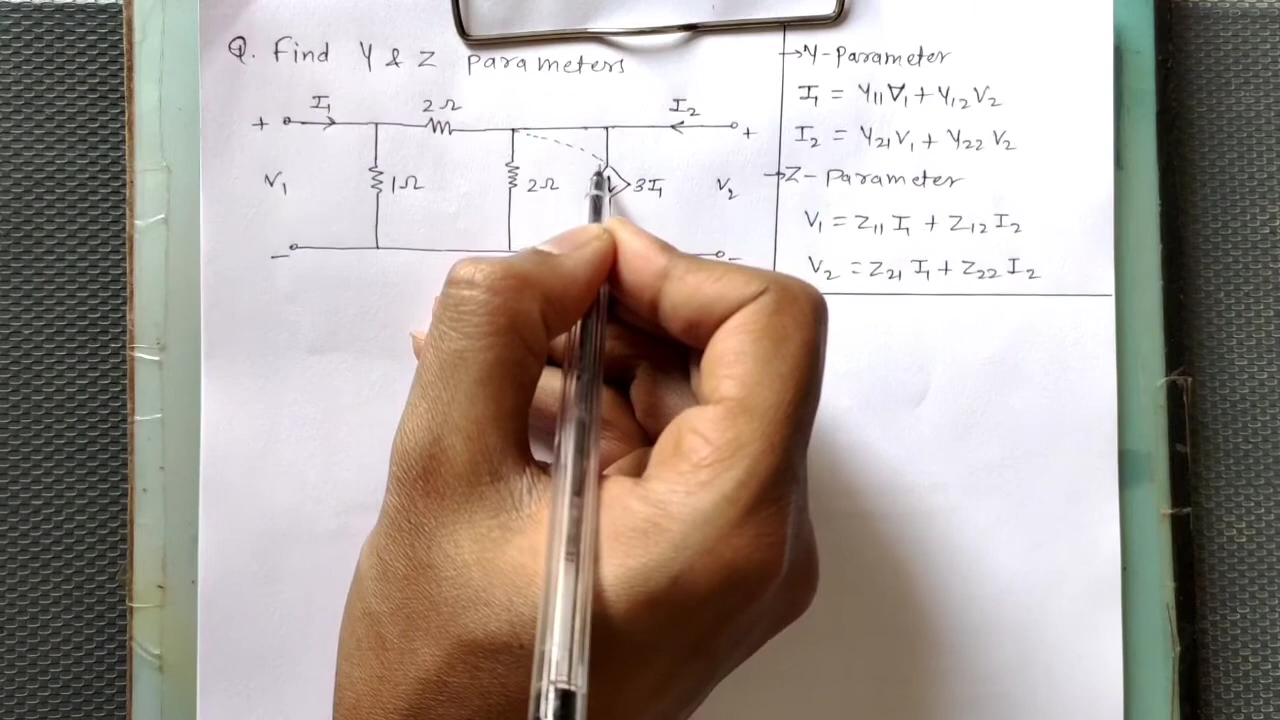 Q. Find Y & Z parameters
I₁ 2Ω I₂
+ +
V₁ 1Ω 2Ω 3I₁ V₂
− −
→Y-Parameter
I₁ = Y₁₁V₁ + Y₁₂V₂
I₂ = Y₂₁V₁ + Y₂₂V₂
→Z-Parameter
V₁ = Z₁₁I₁ + Z₁₂I₂
V₂ = Z₂₁I₁ + Z₂₂I₂